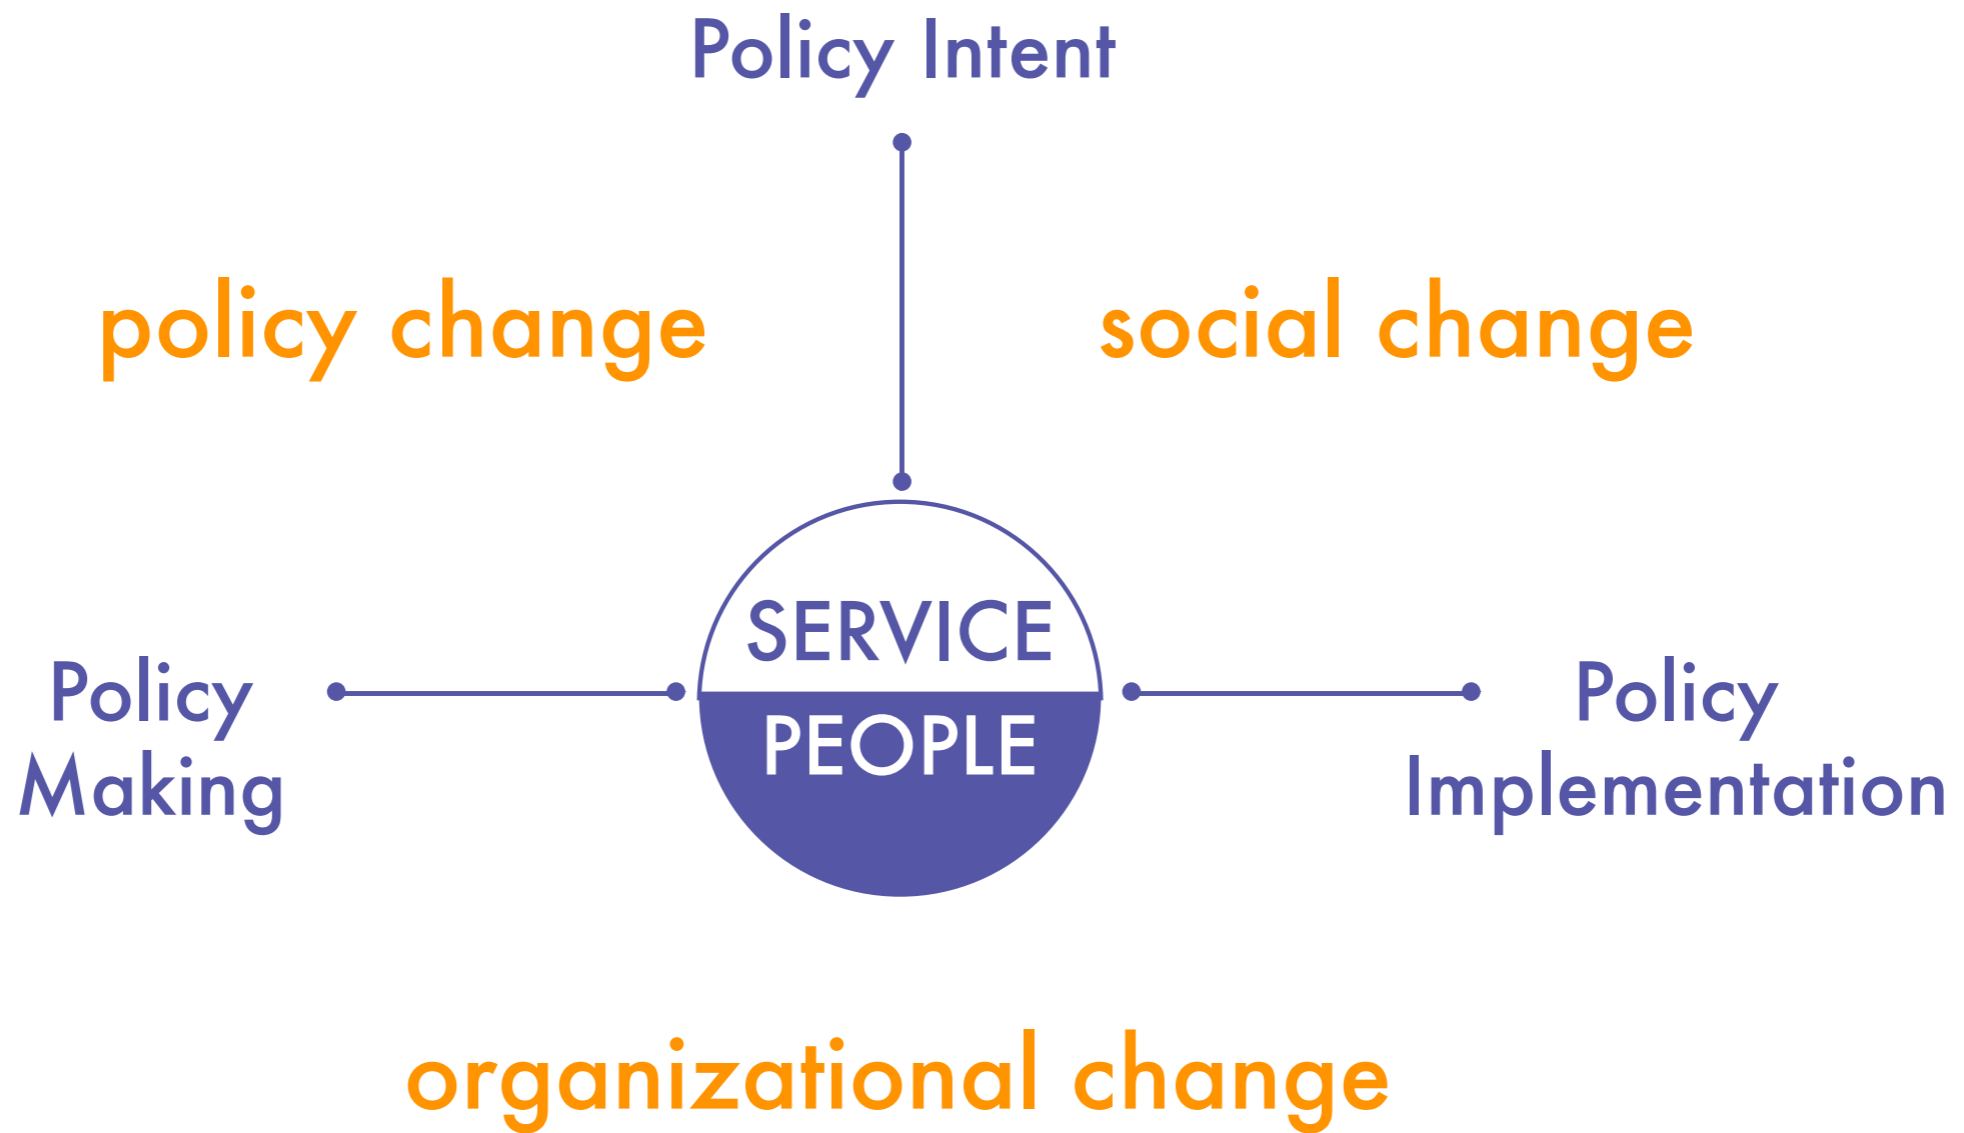 Policy Intent
policy change
social change
SERVICE
PEOPLE
Policy
Making
Policy
Implementation
organizational change